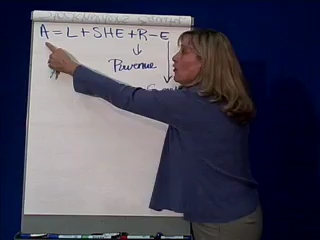 A = L + SHE + R - E
↓
Revenue